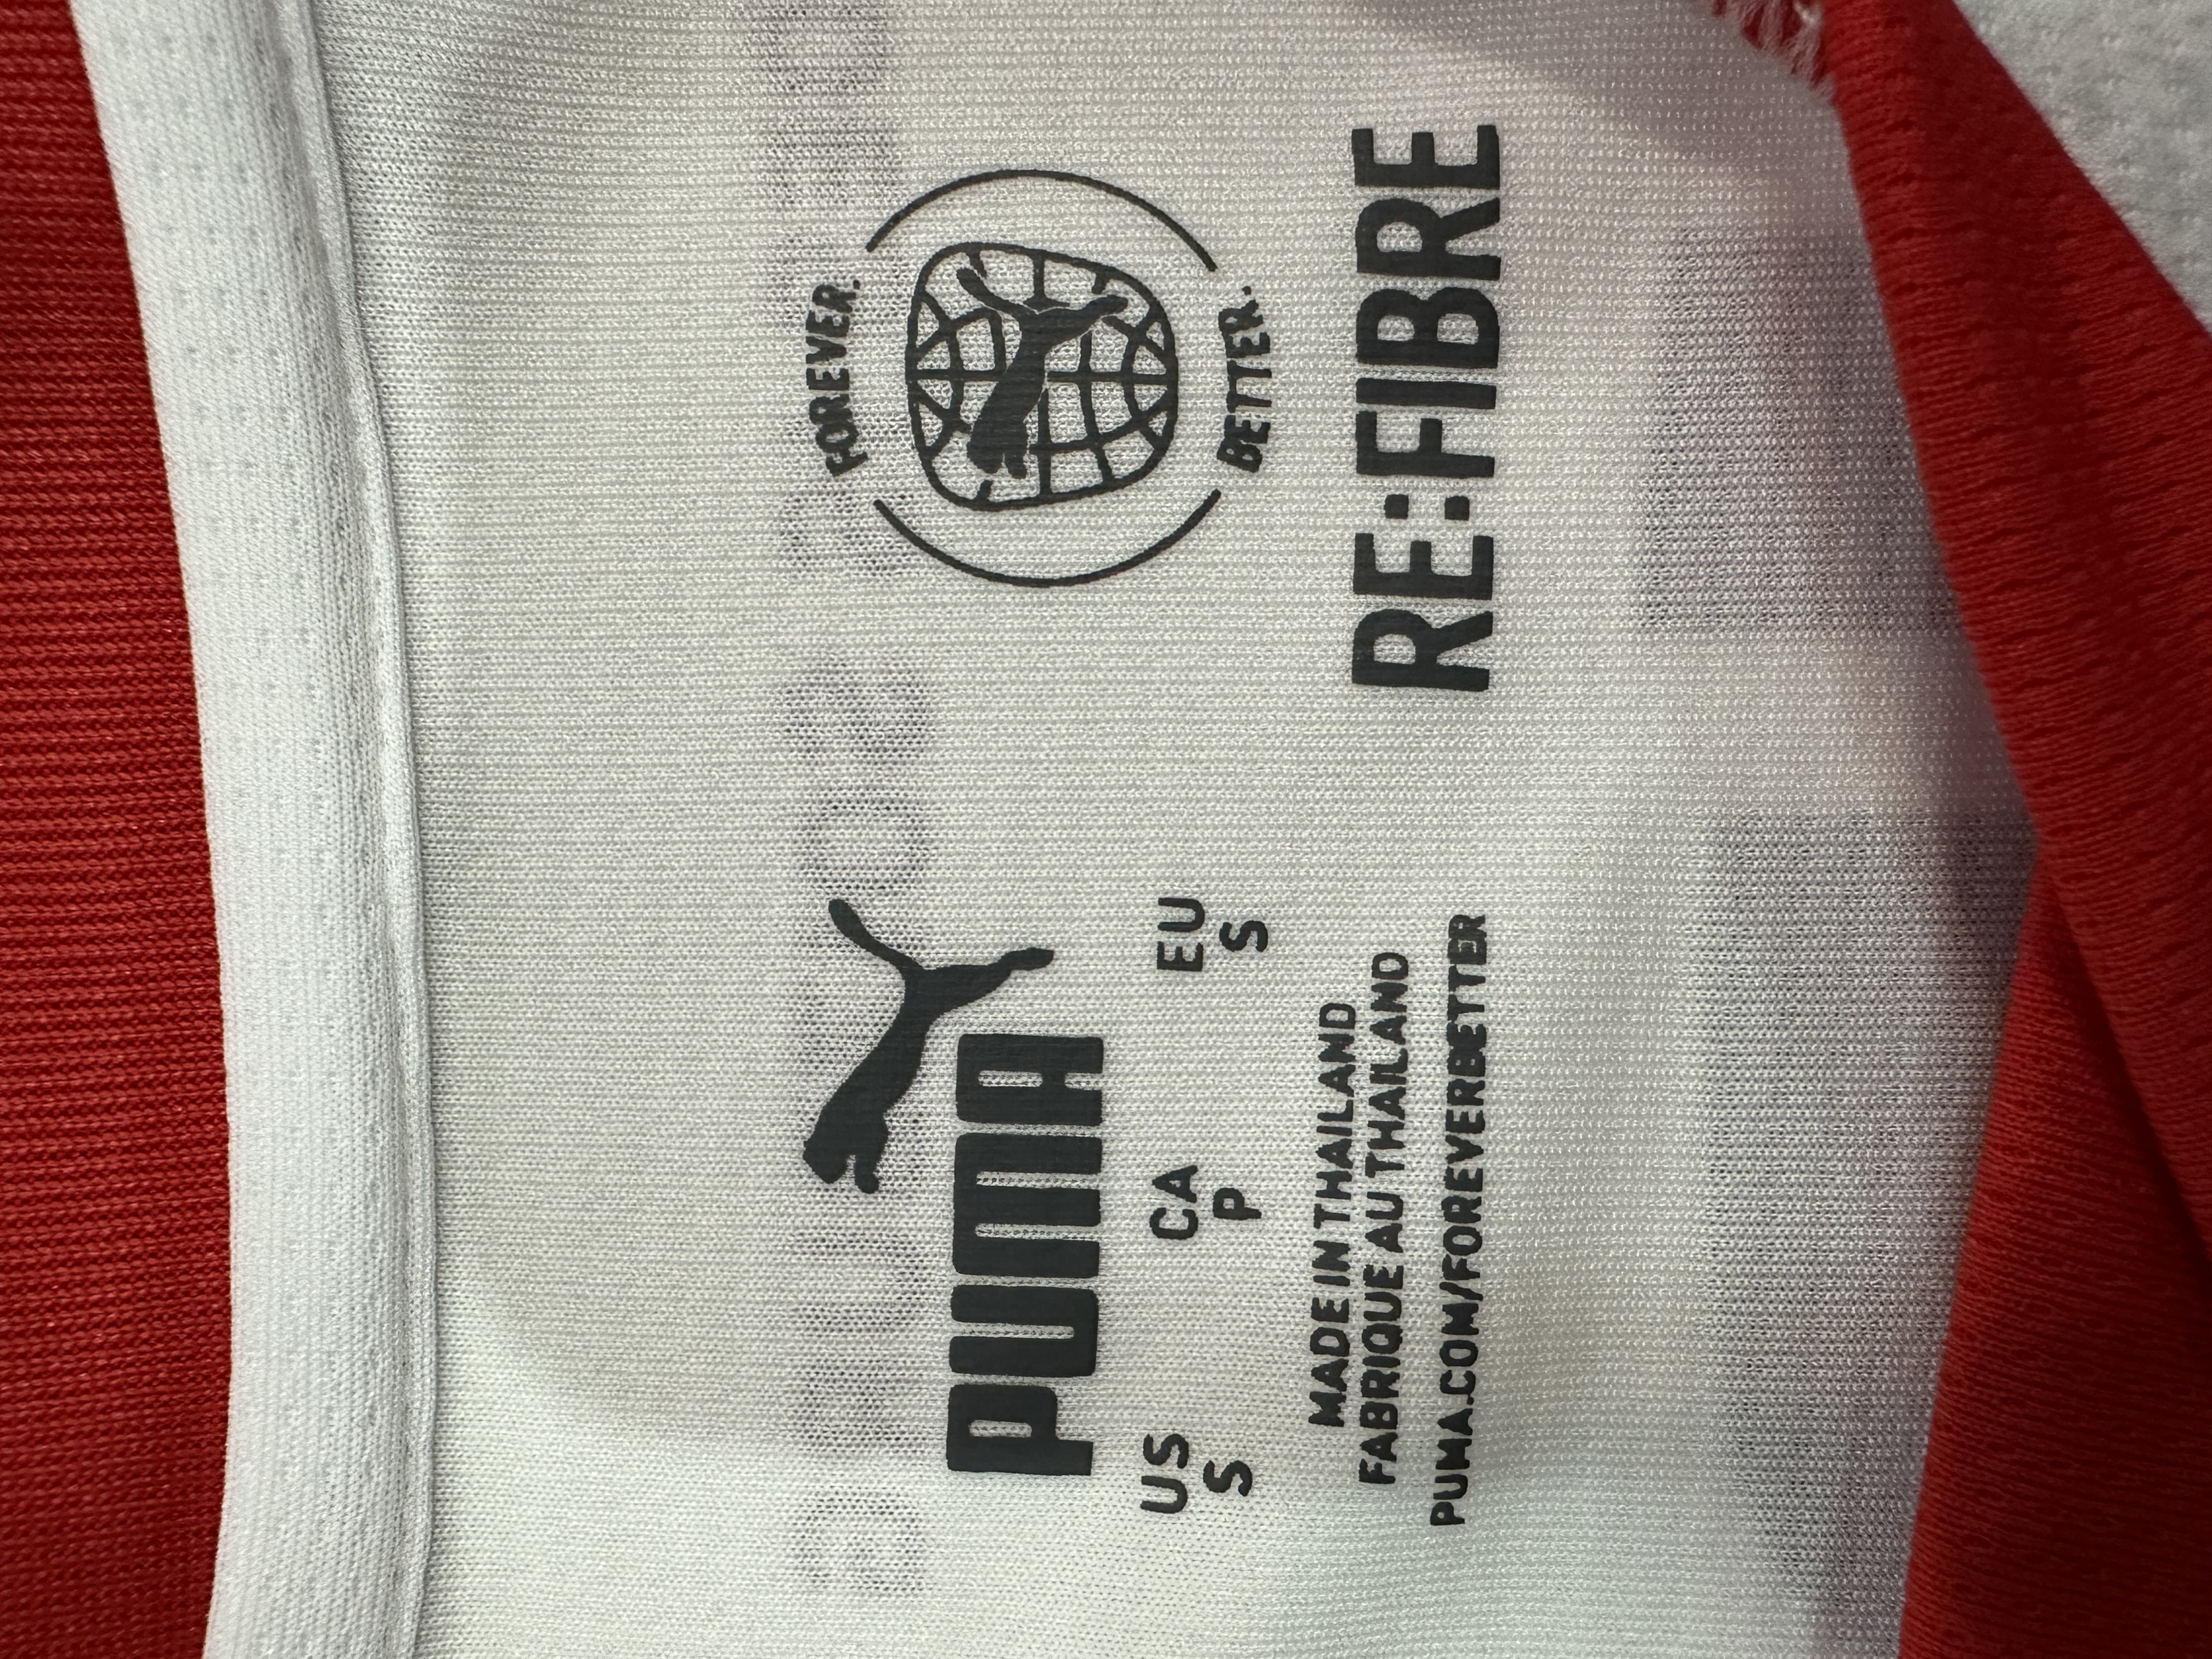 PUMA
US CA EU
S P S
MADE IN THAILAND
FABRIQUE AU THAILAND
PUMA.COM/FOREVERBETTER
FOREVER.
BETTER.
RE:FIBRE